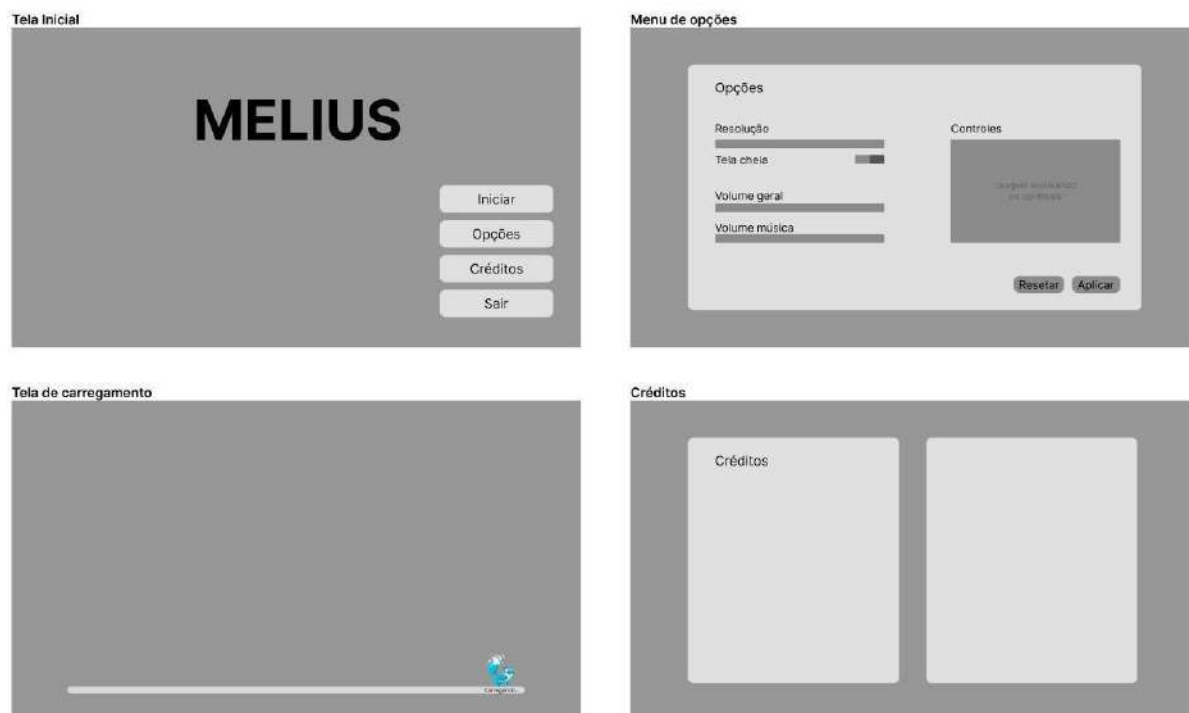 Tela Inicial
MELIUS
Iniciar
Opções
Créditos
Sair
Menu de opções
Opções
Resolução
Tela cheia
Volume geral
Volume música
Controles
Resetar
Aplicar
Tela de carregamento
Créditos
Créditos